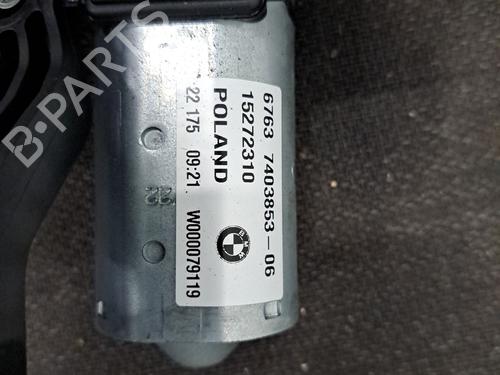 6763 7403853-06
15272310
POLAND
22 175 09:21 W000079119
BMW
B-PARTS